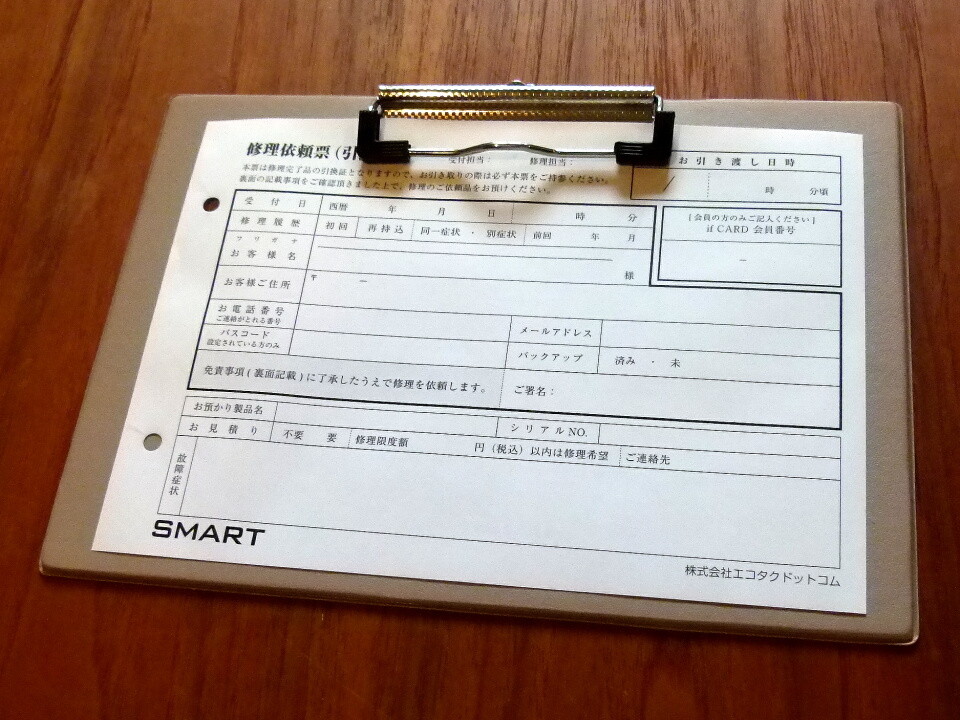 修理依頼票(引
受付担当: 修理担当:
お引き渡し日時
本票は修理完了品の引換証となりますので、お引き取りの際は必ず本票をご持参ください。
裏面の記載事項をご確認頂きました上で、修理のご依頼品をお預けください。
/ 時 分頃
受付日 西暦 年 月 日 時 分
[会員の方のみご記入ください]
if CARD 会員番号
−
修理履歴 初回 再持込 同一症状 ・ 別症状 前回 年 月
フリガナ
お客様名 様
お客様ご住所 〒 −
お電話番号
ご連絡がとれる番号
メールアドレス
パスコード
設定されている方のみ
バックアップ 済み ・ 未
免責事項(裏面記載)に了承したうえで修理を依頼します。 ご署名:
お預かり製品名 シリアルNO.
お見積り 不要 要 修理限度額 円(税込)以内は修理希望 ご連絡先
故障症状
SMART
株式会社エコタクドットコム